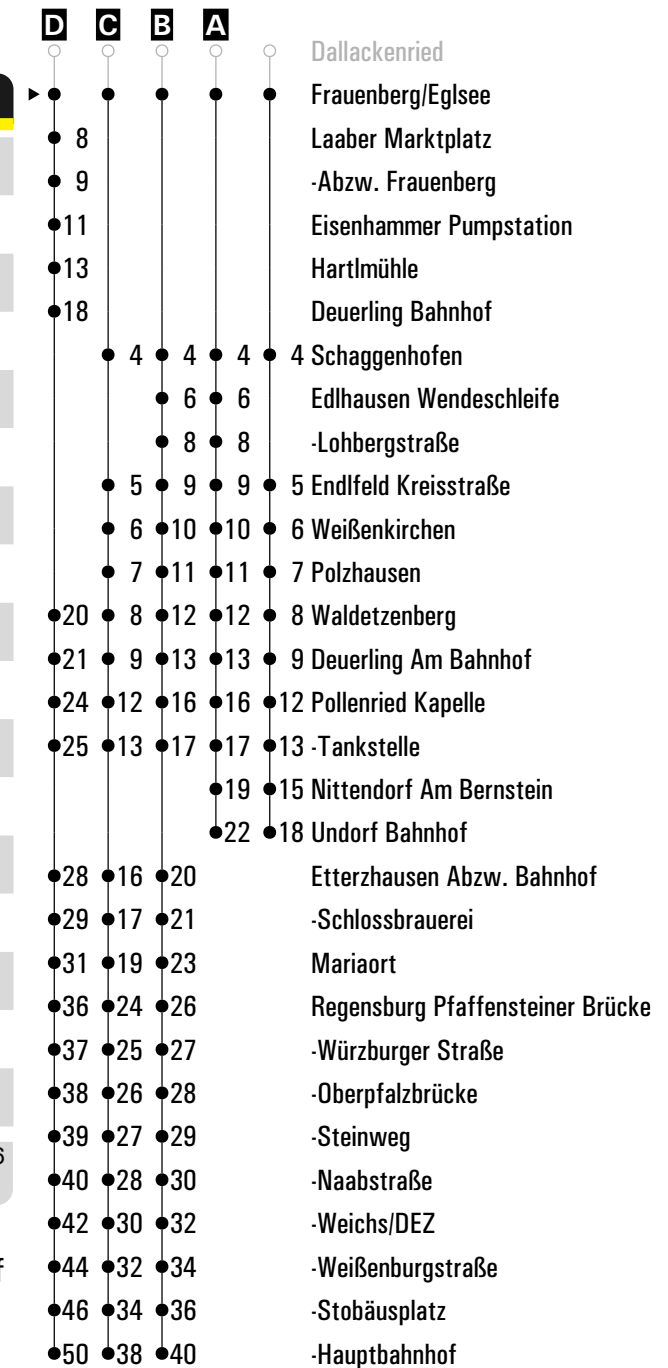 D C B A
Dallackenried
Frauenberg/Eglsee
8 Laaber Marktplatz
9 -Abzw. Frauenberg
11 Eisenhammer Pumpstation
13 Hartlmühle
18 Deuerling Bahnhof
4 4 4 4 Schaggenhofen
6 6 Edlhausen Wendeschleife
8 8 -Lohbergstraße
5 9 9 5 Endlfeld Kreisstraße
6 10 10 6 Weißenkirchen
7 11 11 7 Polzhausen
20 8 12 12 8 Waldetzenberg
21 9 13 13 9 Deuerling Am Bahnhof
24 12 16 16 12 Pollenried Kapelle
25 13 17 17 13 -Tankstelle
19 15 Nittendorf Am Bernstein
22 18 Undorf Bahnhof
28 16 20 Etterzhausen Abzw. Bahnhof
29 17 21 -Schlossbrauerei
31 19 23 Mariaort
36 24 26 Regensburg Pfaffensteiner Brücke
37 25 27 -Würzburger Straße
38 26 28 -Oberpfalzbrücke
39 27 29 -Steinweg
40 28 30 -Naabstraße
42 30 32 -Weichs/DEZ
44 32 34 -Weißenburgstraße
46 34 36 -Stobäusplatz
50 38 40 -Hauptbahnhof